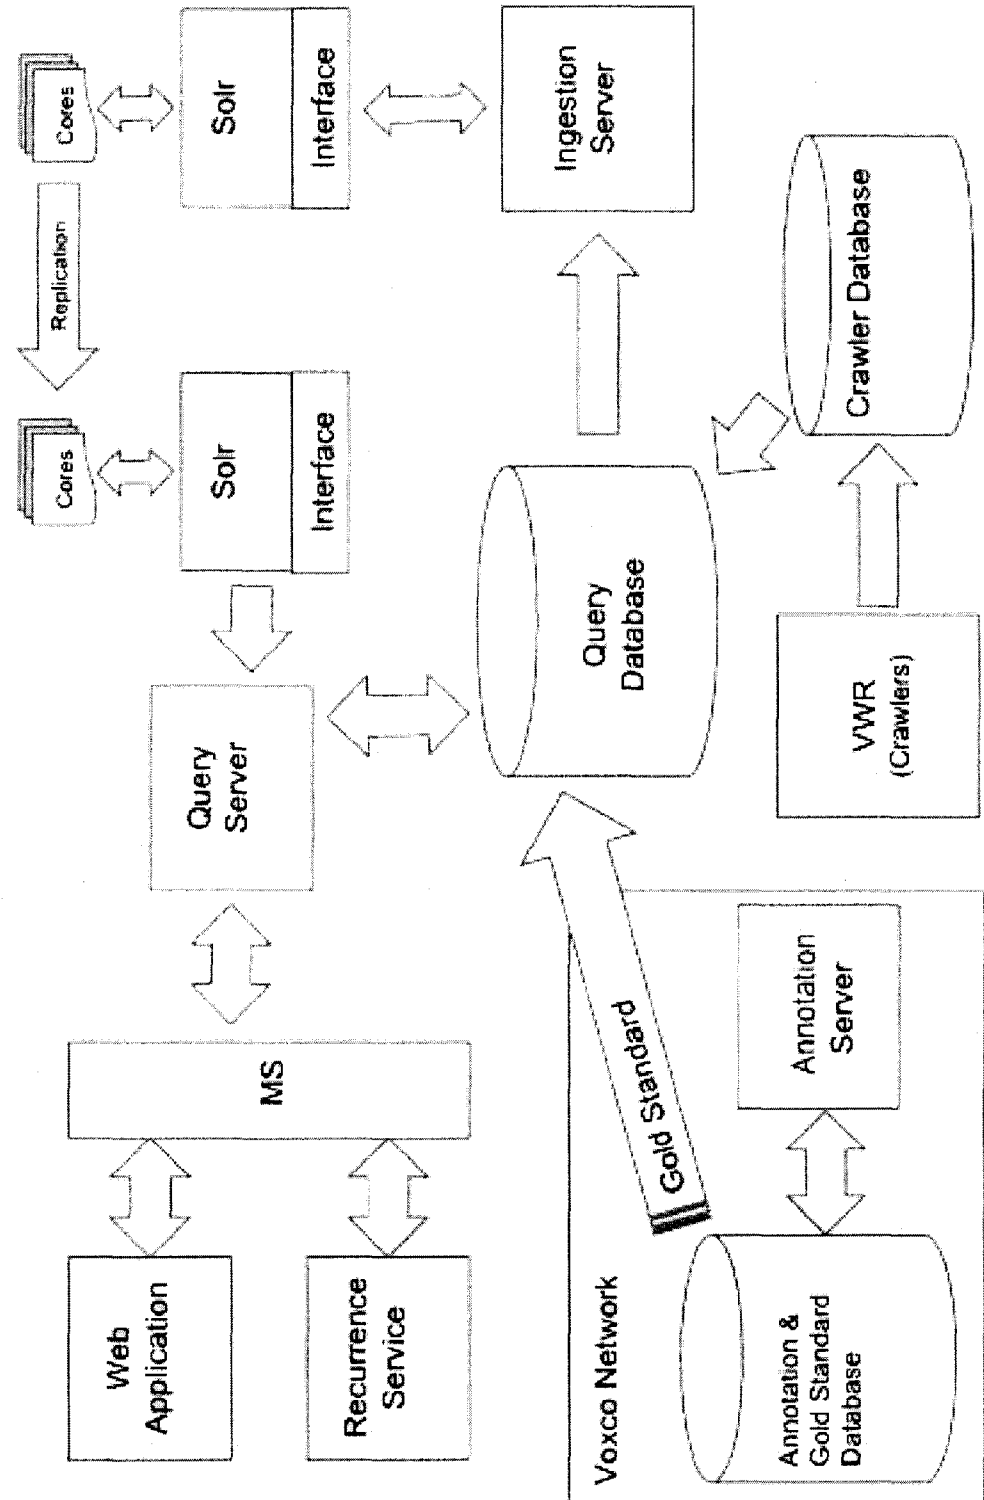 Web
Application
Recurrence
Service
MS
Query
Server
Solr
Interface
Cores
Replication
Cores
Solr
Interface
Ingestion
Server
Query
Database
Gold Standard
Voxco Network
Annotation &
Gold Standard
Database
Annotation
Server
VWR
(Crawlers)
Crawler Database